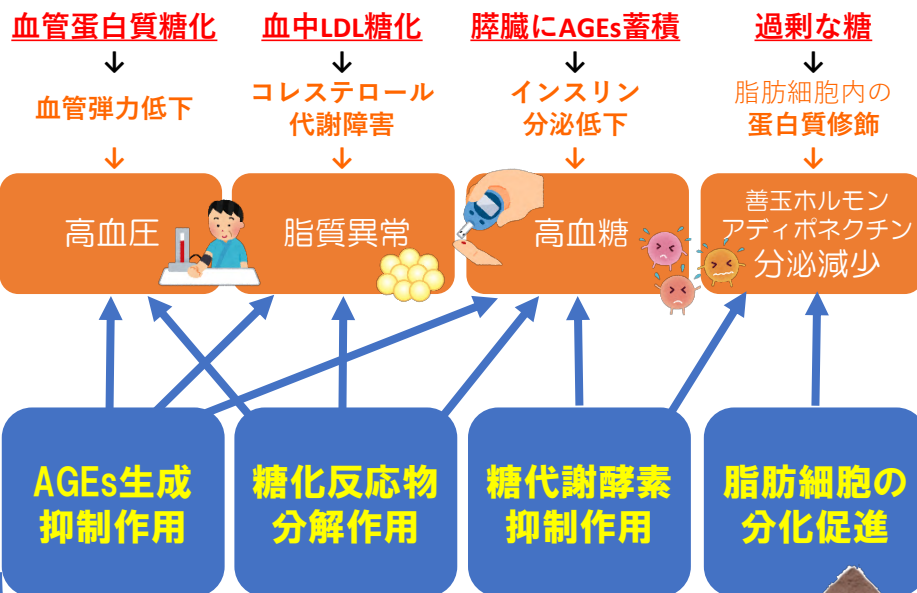 血管蛋白質糖化
血中LDL糖化
膵臓にAGEs蓄積
過剰な糖
↓
↓
↓
↓
血管弾力低下
コレステロール
代謝障害
インスリン
分泌低下
脂肪細胞内の
蛋白質修飾
↓
↓
↓
↓
高血圧
脂質異常
高血糖
善玉ホルモン
アディポネクチン
分泌減少
AGEs生成
抑制作用
糖化反応物
分解作用
糖代謝酵素
抑制作用
脂肪細胞の
分化促進